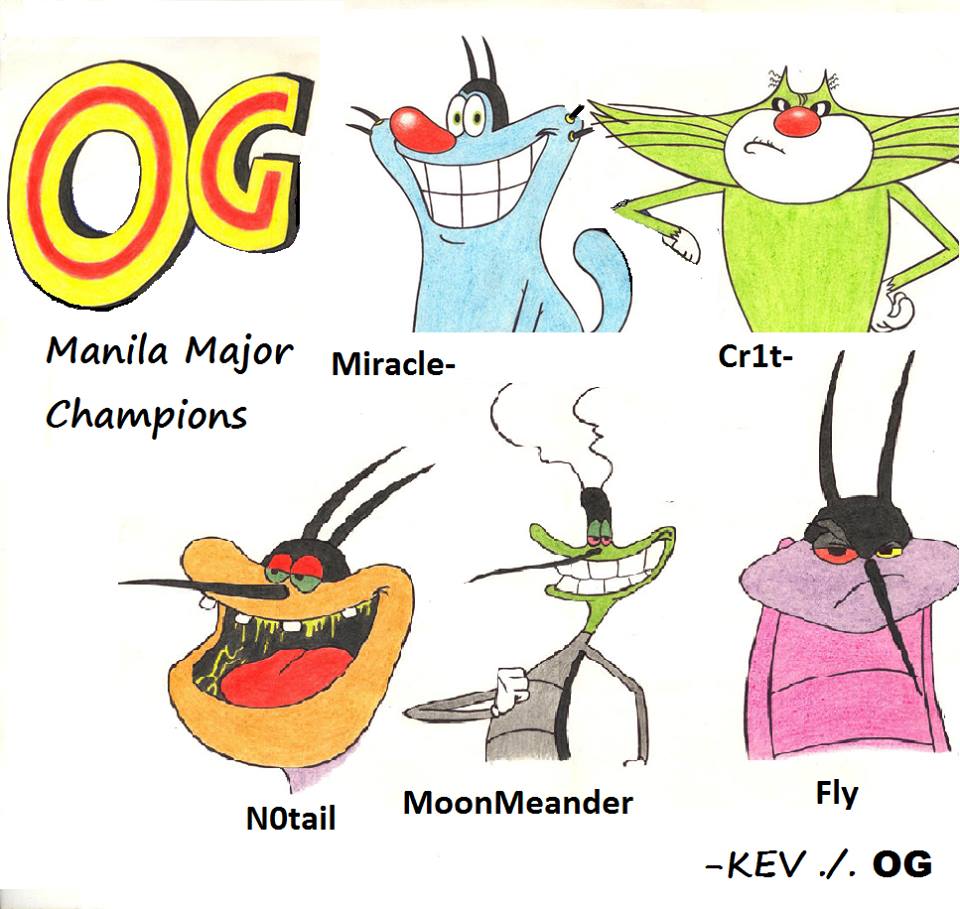 OG
Manila Major
Champions
Miracle-
Cr1t-
N0tail
MoonMeander
Fly
-KEV ./. OG